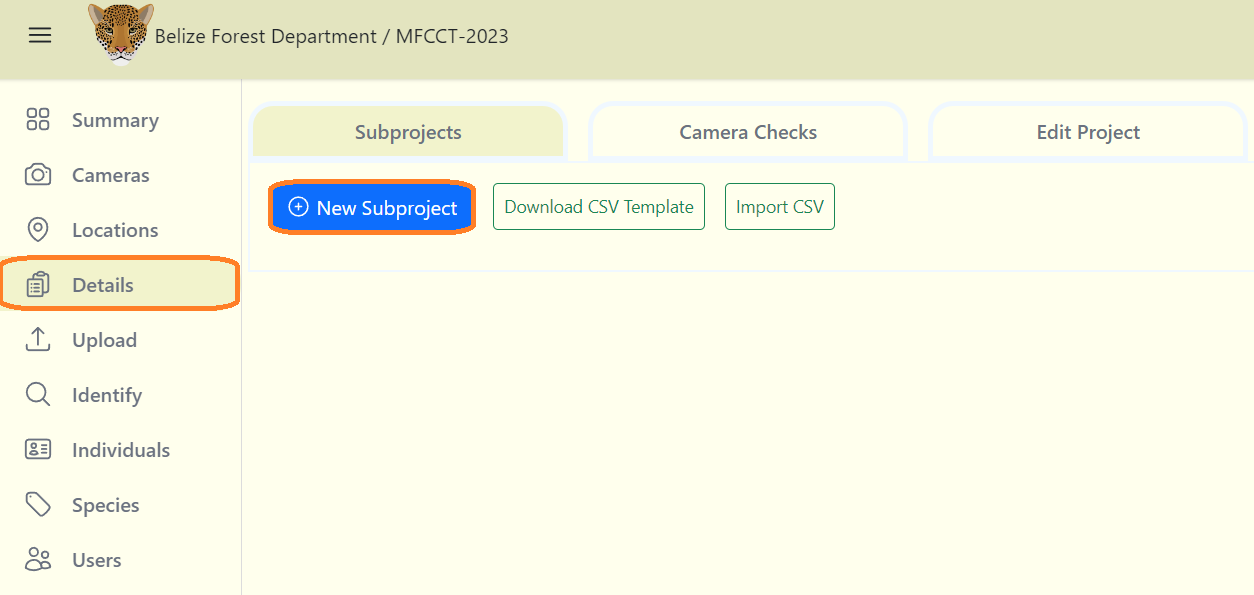 Belize Forest Department / MFCCT-2023
Summary
Cameras
Locations
Details
Upload
Identify
Individuals
Species
Users
Subprojects
Camera Checks
Edit Project
New Subproject
Download CSV Template
Import CSV